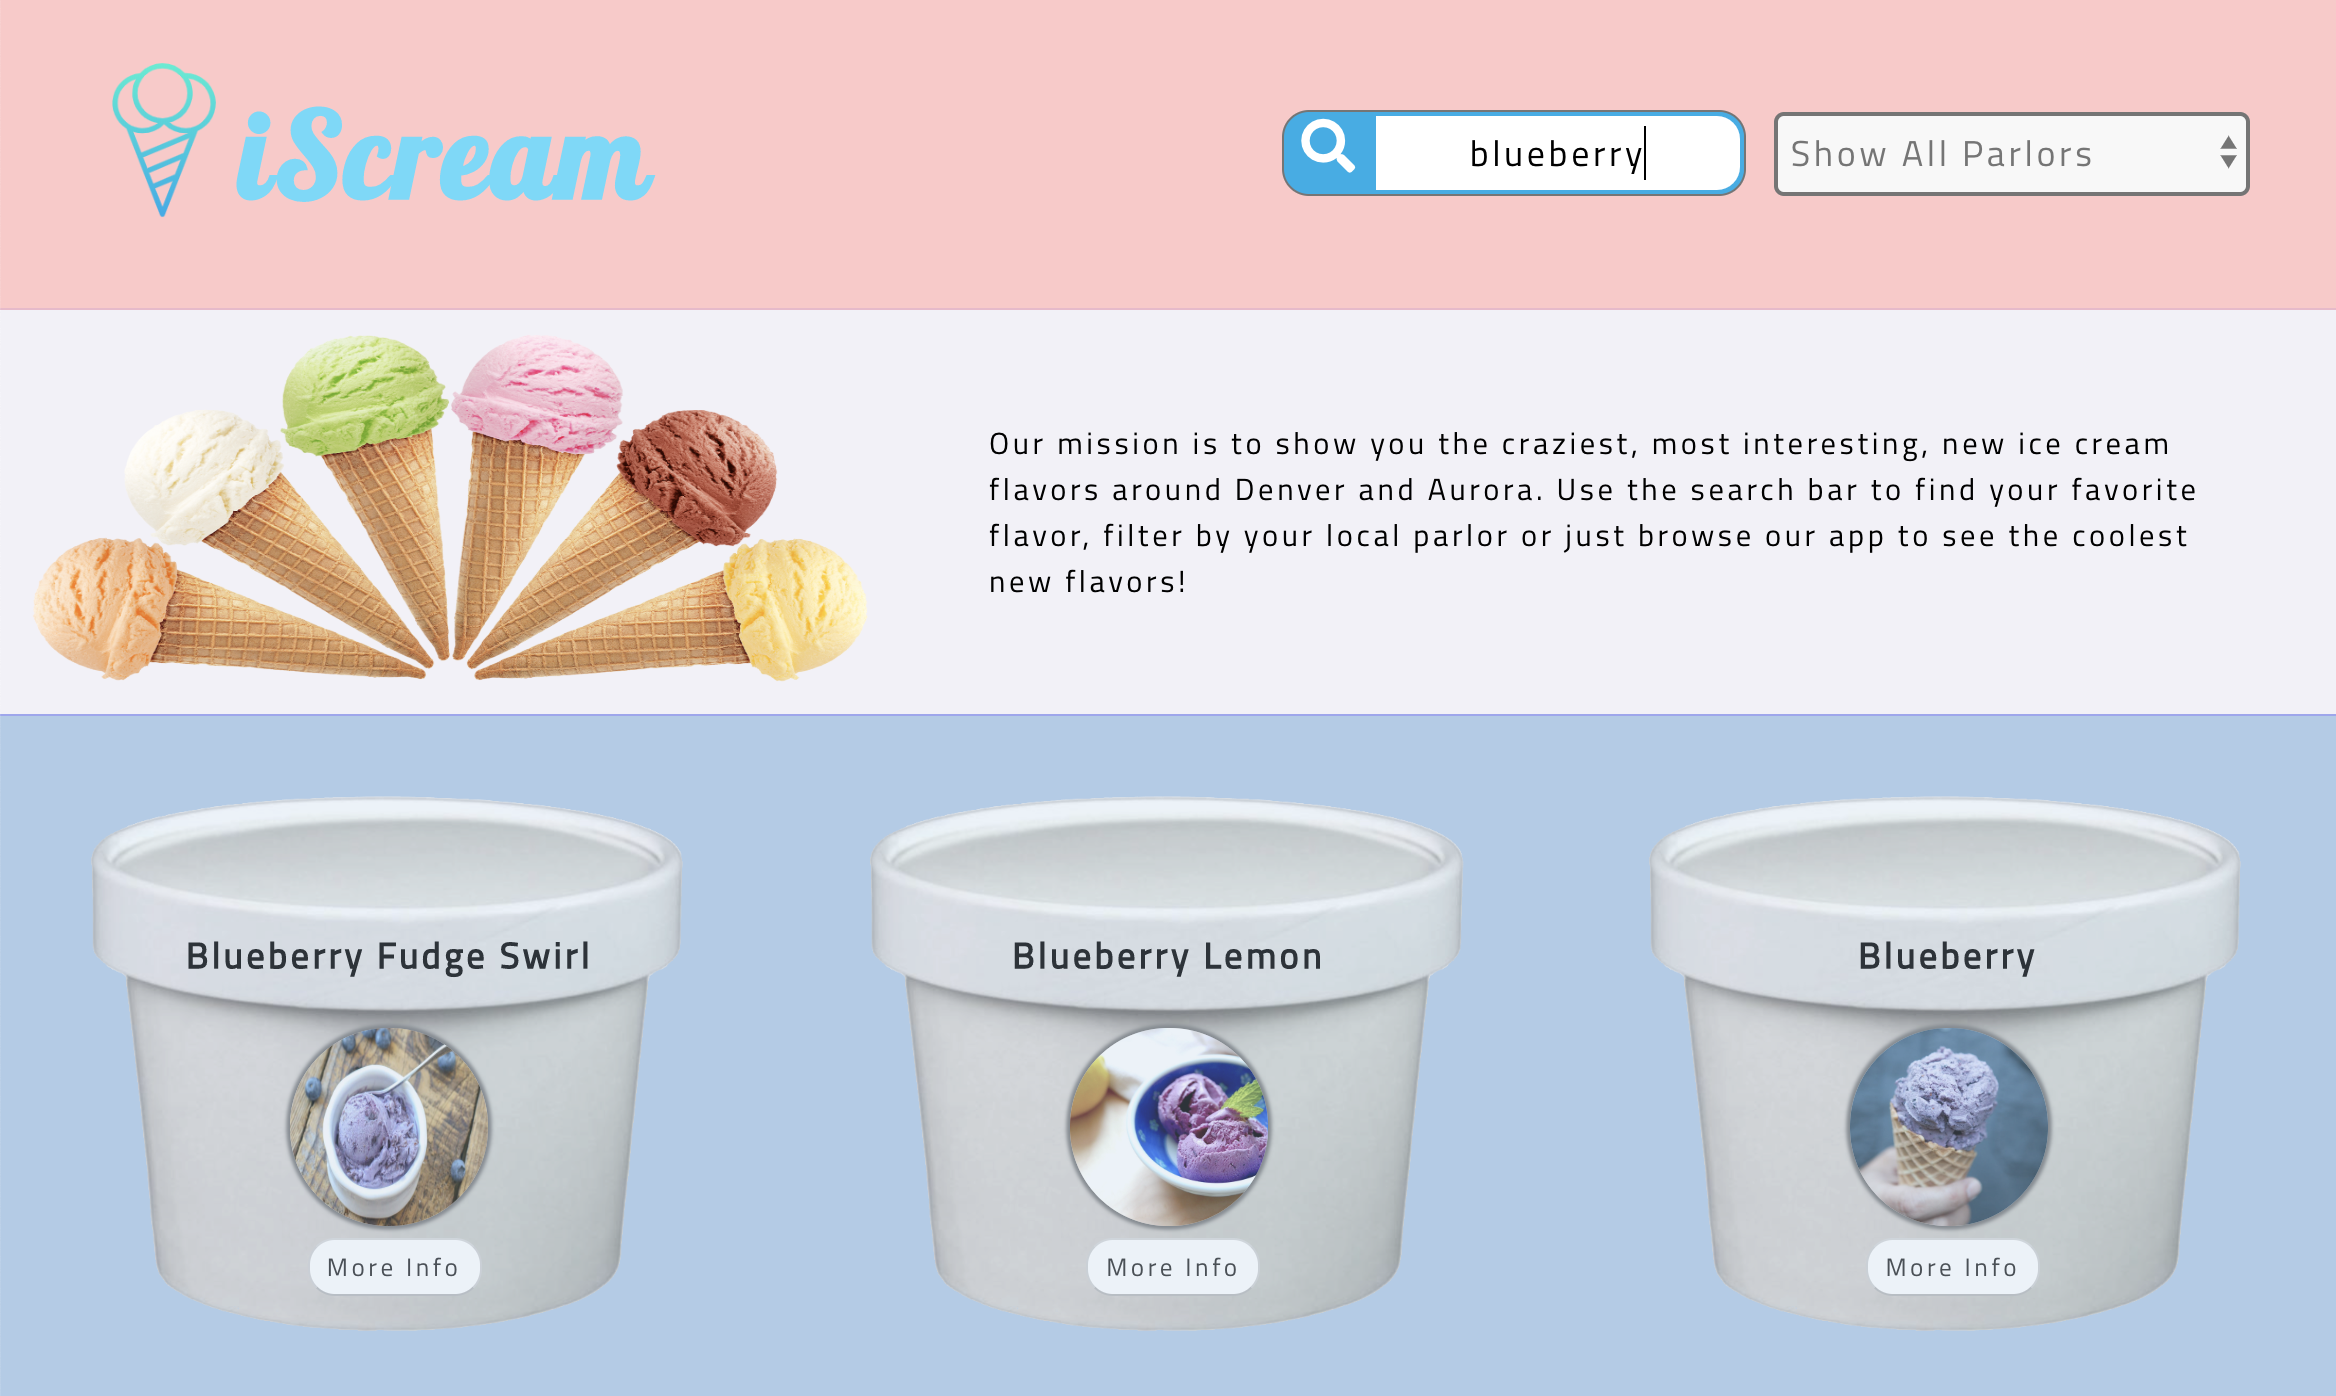 iScream
blueberry
Show All Parlors
Our mission is to show you the craziest, most interesting, new ice cream
flavors around Denver and Aurora. Use the search bar to find your favorite
flavor, filter by your local parlor or just browse our app to see the coolest
new flavors!
Blueberry Fudge Swirl
More Info
Blueberry Lemon
More Info
Blueberry
More Info